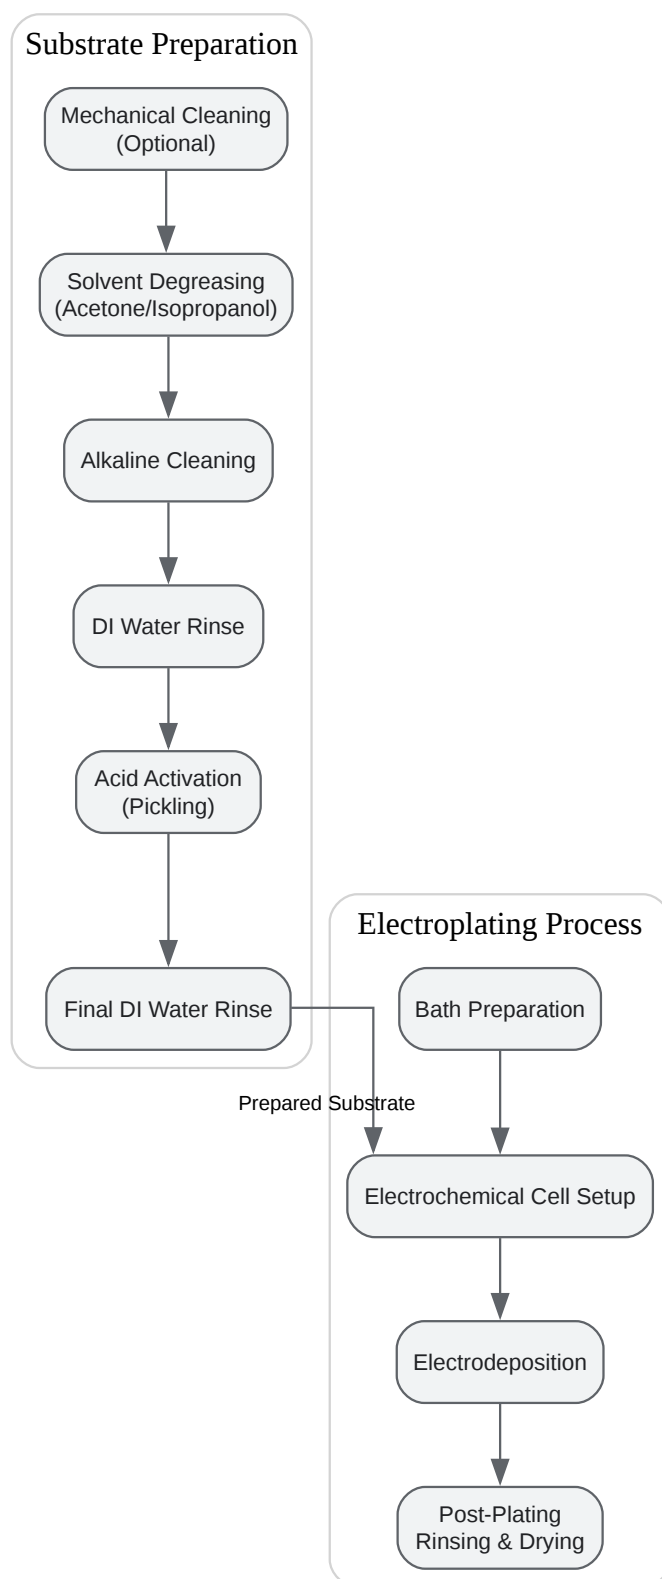 Substrate Preparation
Mechanical Cleaning
(Optional)
Solvent Degreasing
(Acetone/Isopropanol)
Alkaline Cleaning
DI Water Rinse
Acid Activation
(Pickling)
Final DI Water Rinse
Prepared Substrate
Electroplating Process
Bath Preparation
Electrochemical Cell Setup
Electrodeposition
Post-Plating
Rinsing & Drying